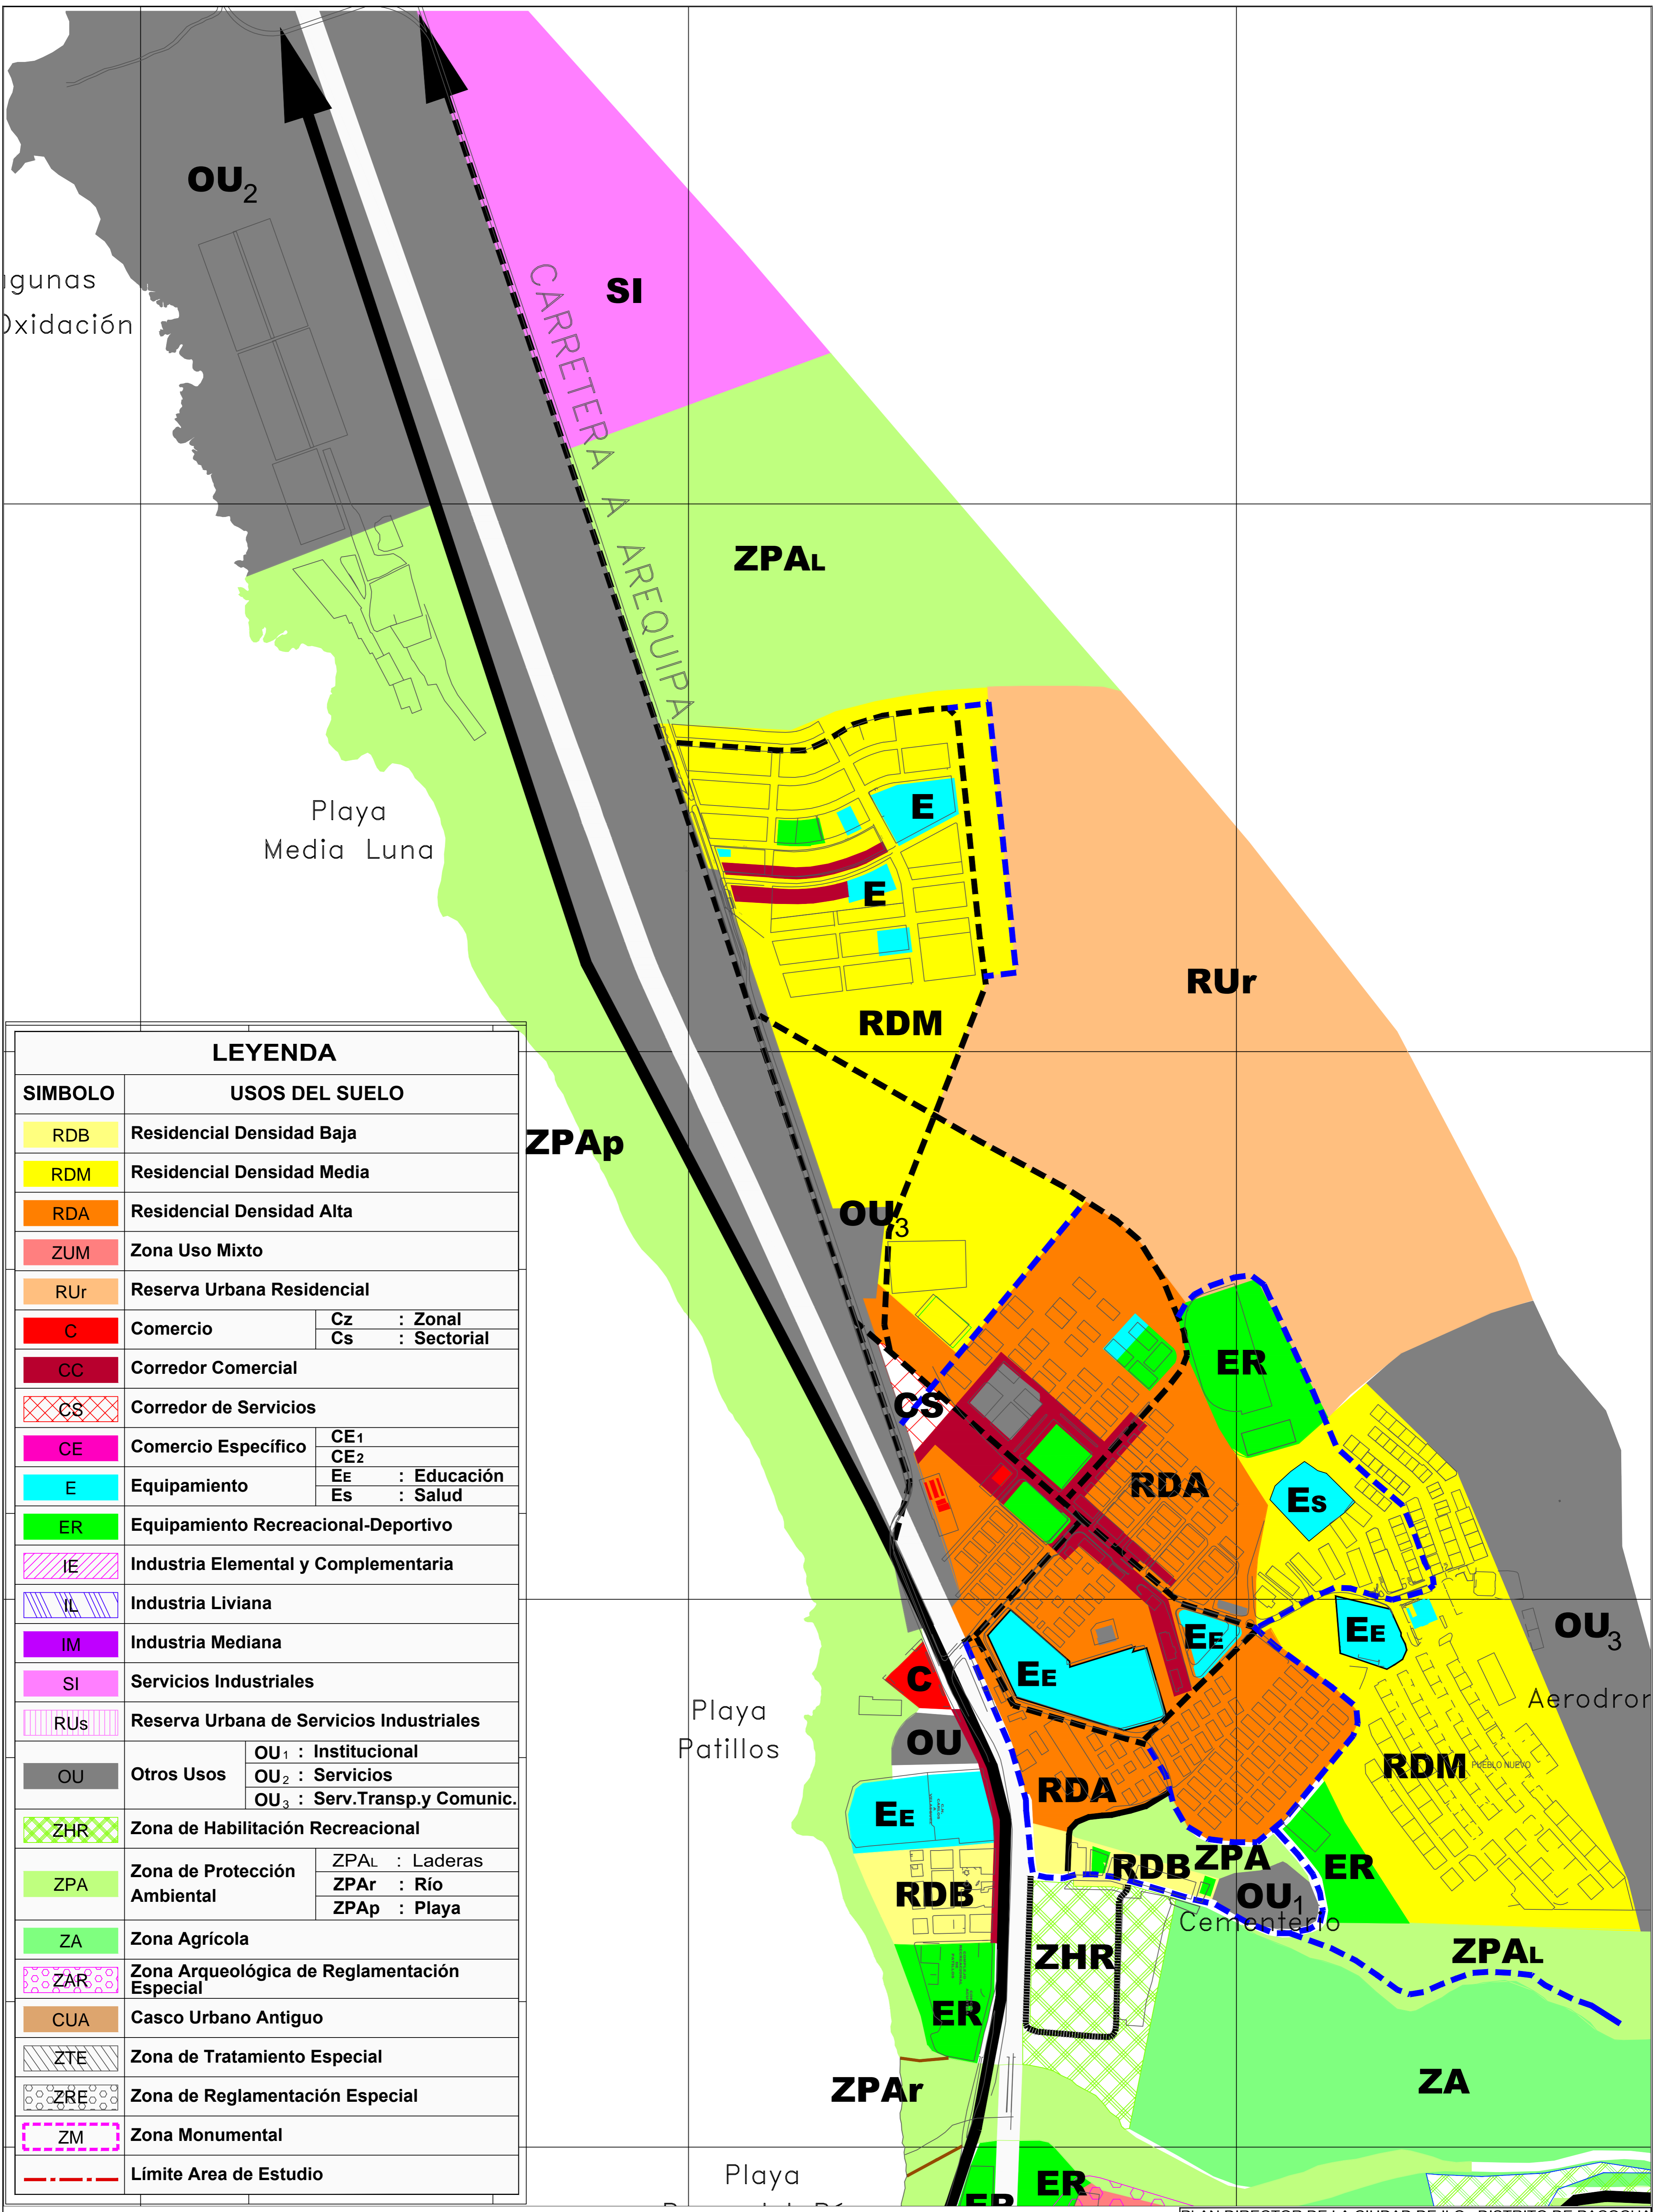 OU2
SI
Oxidación
CARRETERA A AREQUIPA
ZPAL
Playa
Media Luna
E
E
RDM
RUr
ZPAp
OU3
CS
ER
RDA
Es
EE
EE
EE
OU3
C
Playa
Patillos
OU
RDA
RDM
PUEBLO NUEVO
EE
RDB
RDB
ZPA
ER
OU1
Cementerio
ZHR
ZPAL
ER
ZPAr
ZA
Playa
ER
ER
LEYENDA
SIMBOLO USOS DEL SUELO
RDB Residencial Densidad Baja
RDM Residencial Densidad Media
RDA Residencial Densidad Alta
ZUM Zona Uso Mixto
RUr Reserva Urbana Residencial
C Comercio Cz : Zonal
Cs : Sectorial
CC Corredor Comercial
CS Corredor de Servicios
CE Comercio Específico CE1
CE2
E Equipamiento EE : Educación
Es : Salud
ER Equipamiento Recreacional-Deportivo
IE Industria Elemental y Complementaria
IL Industria Liviana
IM Industria Mediana
SI Servicios Industriales
RUs Reserva Urbana de Servicios Industriales
OU Otros Usos OU1 : Institucional
OU2 : Servicios
OU3 : Serv.Transp.y Comunic.
ZHR Zona de Habilitación Recreacional
ZPA Zona de Protección
Ambiental
ZPAL : Laderas
ZPAr : Río
ZPAp : Playa
ZA Zona Agrícola
ZAR Zona Arqueológica de Reglamentación
Especial
CUA Casco Urbano Antiguo
ZTE Zona de Tratamiento Especial
ZRE Zona de Reglamentación Especial
ZM Zona Monumental
Límite Area de Estudio